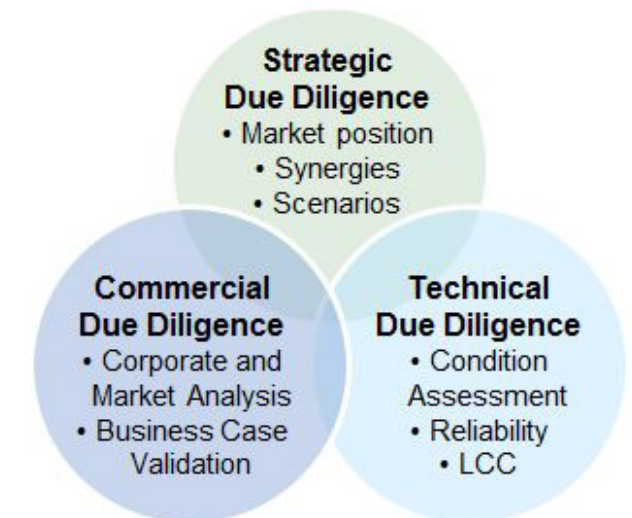 Strategic
Due Diligence
• Market position
• Synergies
• Scenarios
Commercial
Due Diligence
• Corporate and
Market Analysis
• Business Case
Validation
Technical
Due Diligence
• Condition
Assessment
• Reliability
• LCC